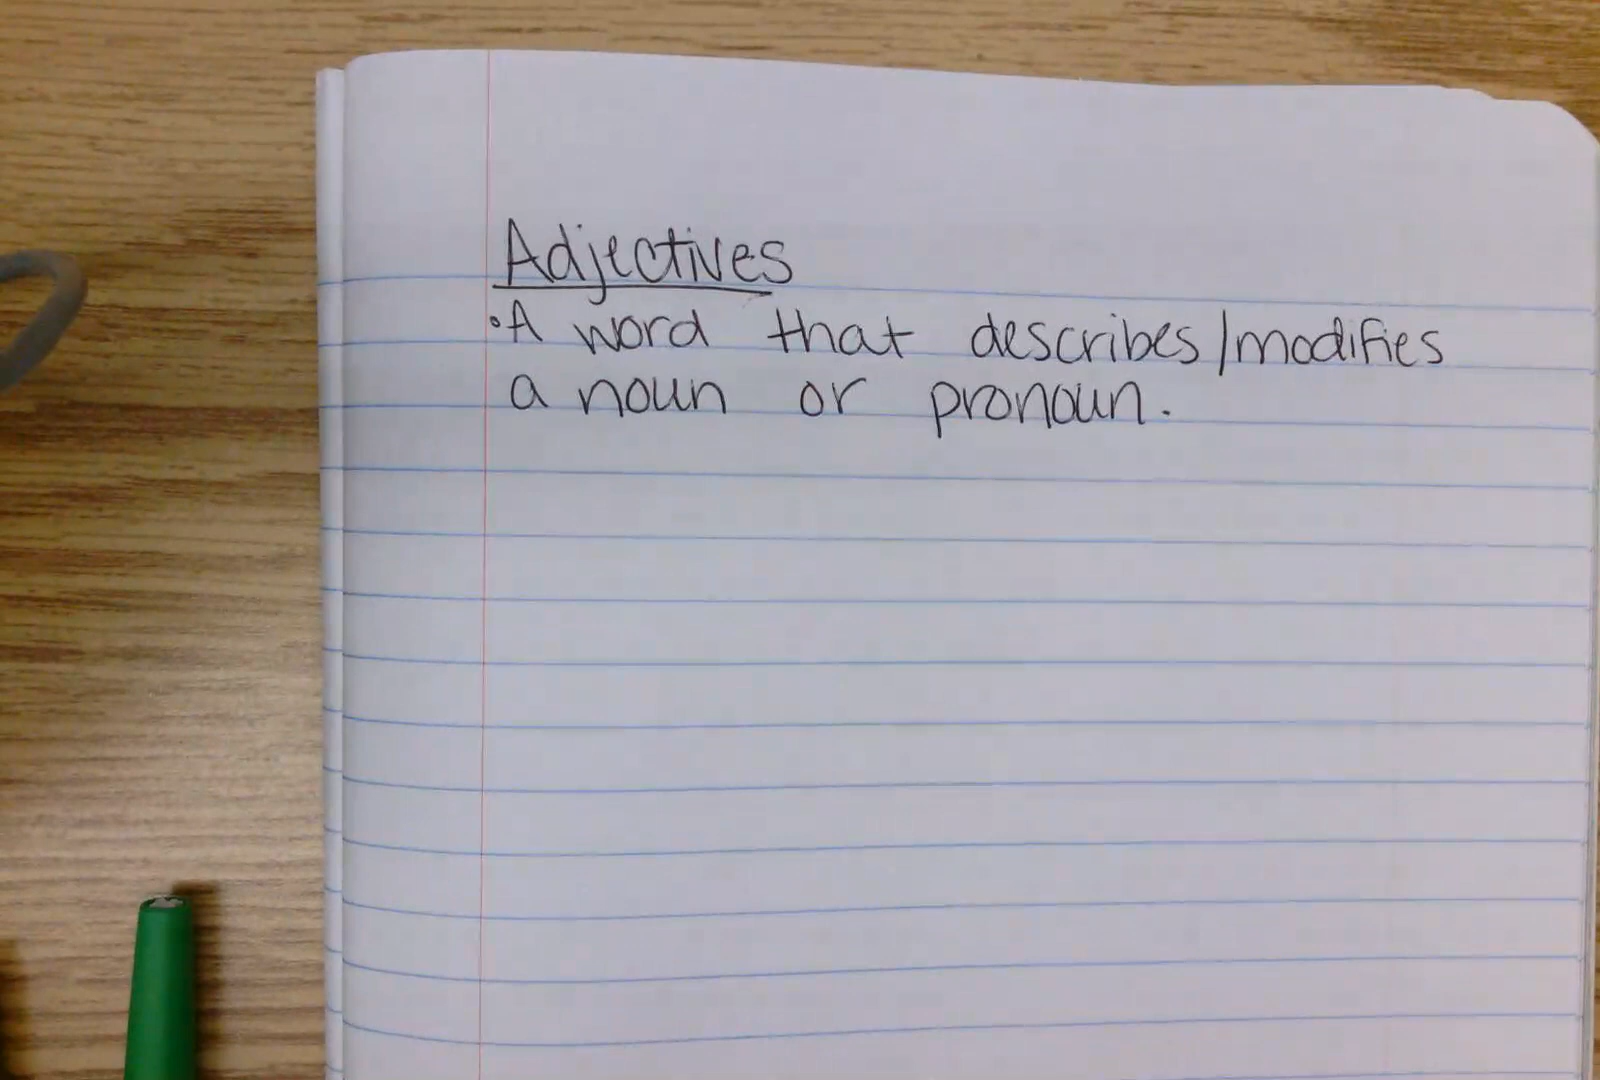 Adjectives
•A word that describes/modifies
a noun or pronoun.